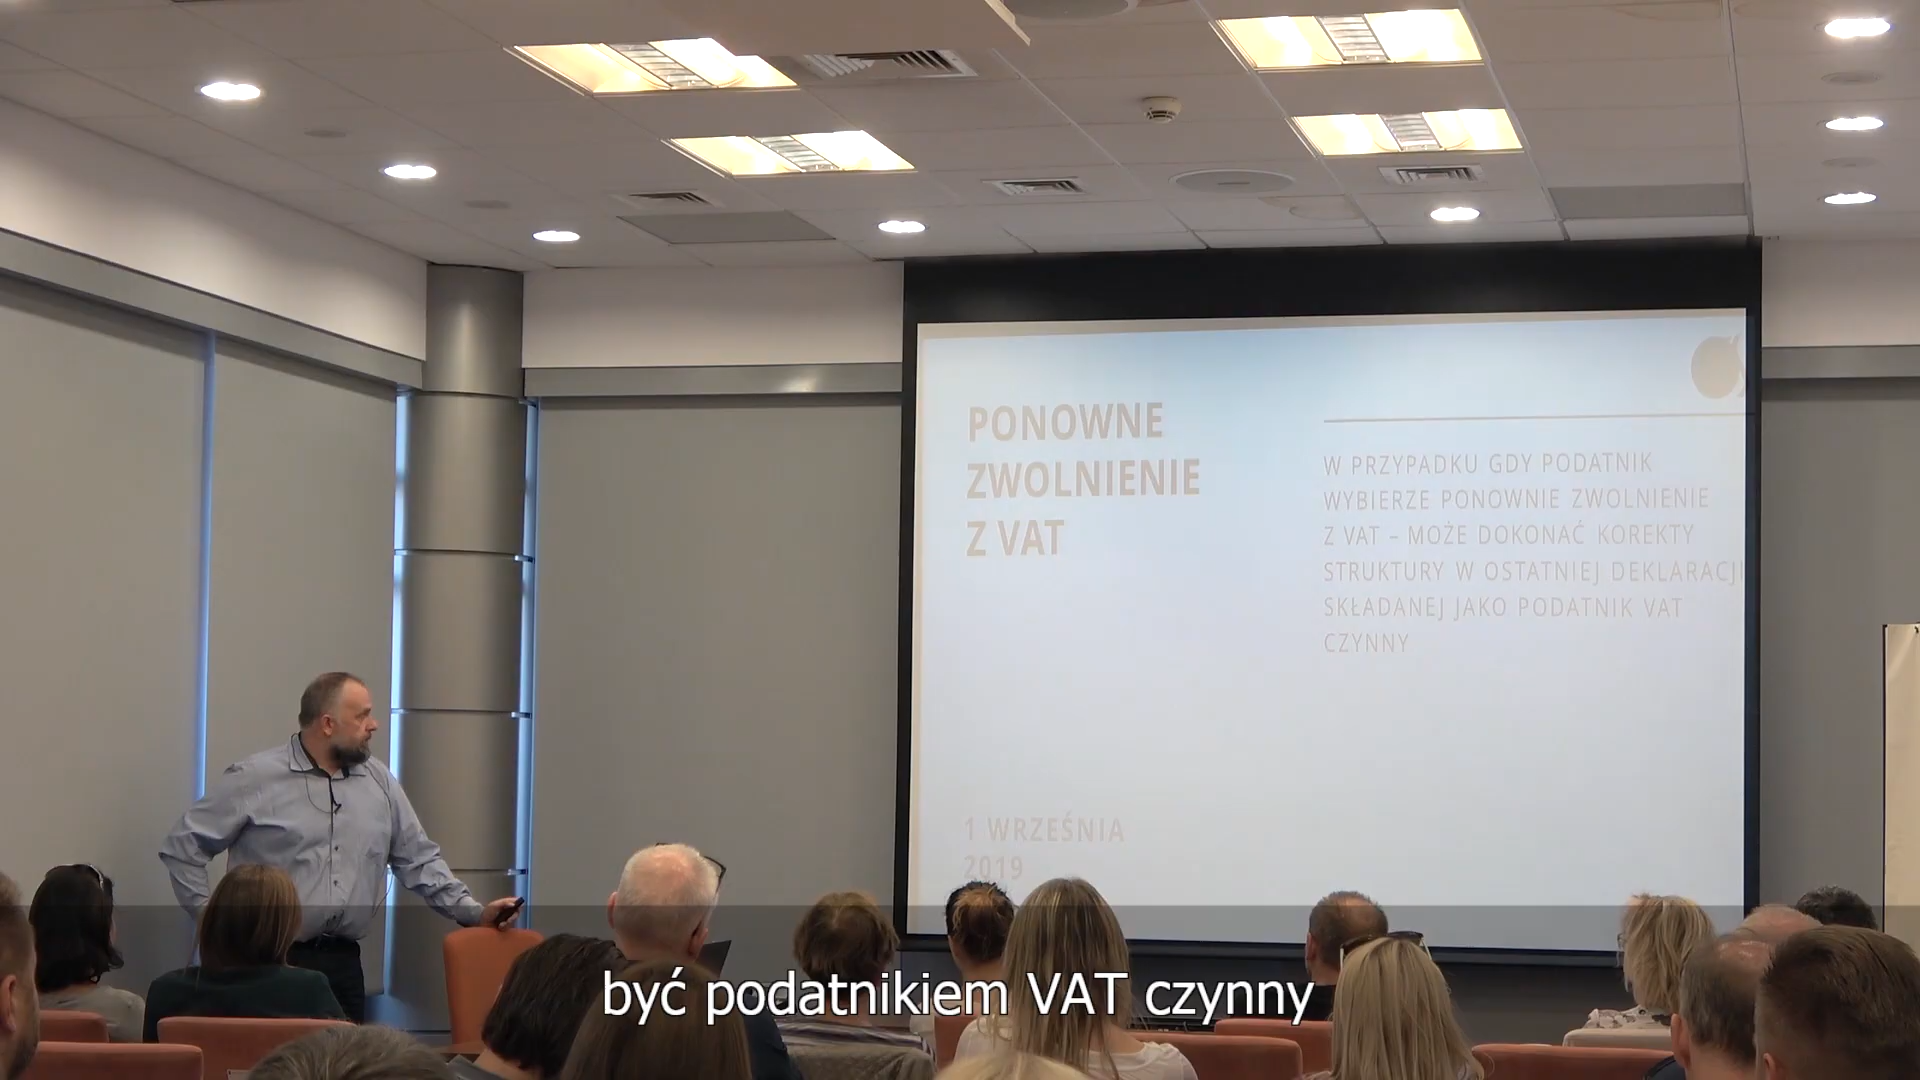 PONOWNE
ZWOLNIENIE
Z VAT
W PRZYPADKU GDY PODATNIK
WYBIERZE PONOWNIE ZWOLNIENIE
Z VAT – MOŻE DOKONAĆ KOREKTY
STRUKTURY W OSTATNIEJ DEKLARACJI
SKŁADANEJ JAKO PODATNIK VAT
CZYNNY
1 WRZEŚNIA
2019
być podatnikiem VAT czynny